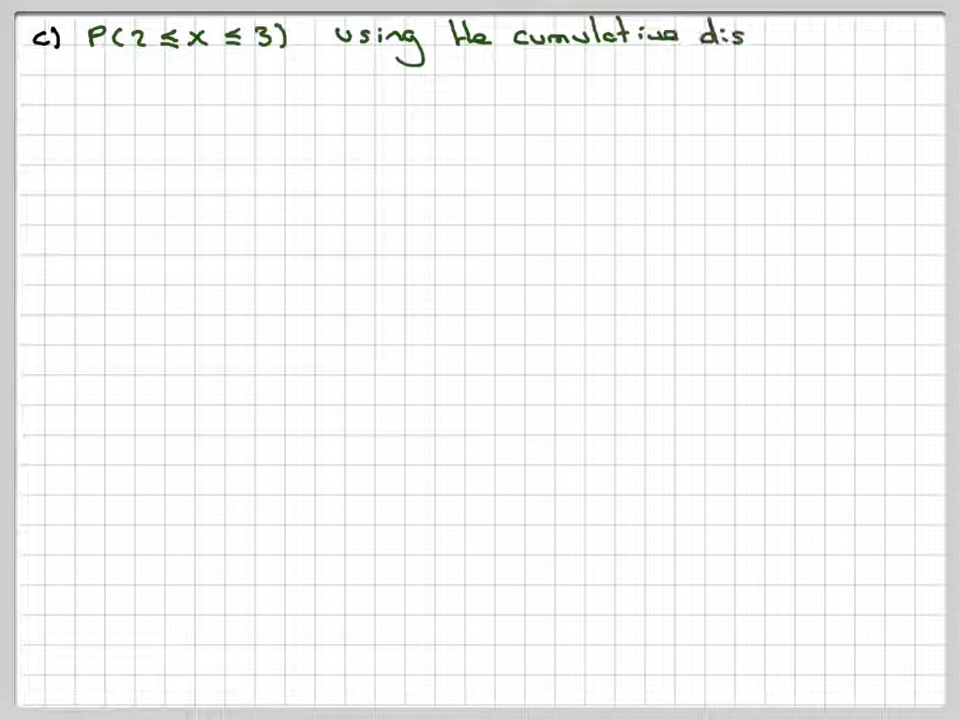 c) P(2 ≤ x ≤ 3) using the cumulative dis